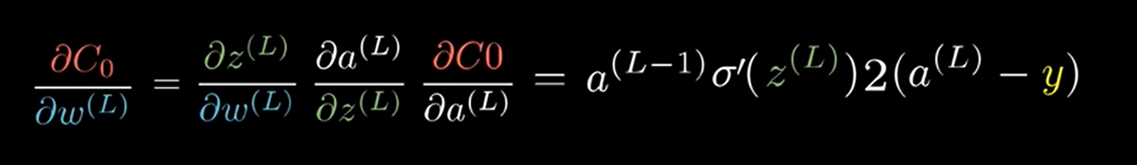 ∂C₀/∂w⁽ᴸ⁾ = ∂z⁽ᴸ⁾/∂w⁽ᴸ⁾ ∂a⁽ᴸ⁾/∂z⁽ᴸ⁾ ∂C0/∂a⁽ᴸ⁾ = a⁽ᴸ⁻¹⁾σ′(z⁽ᴸ⁾)2(a⁽ᴸ⁾ − y)